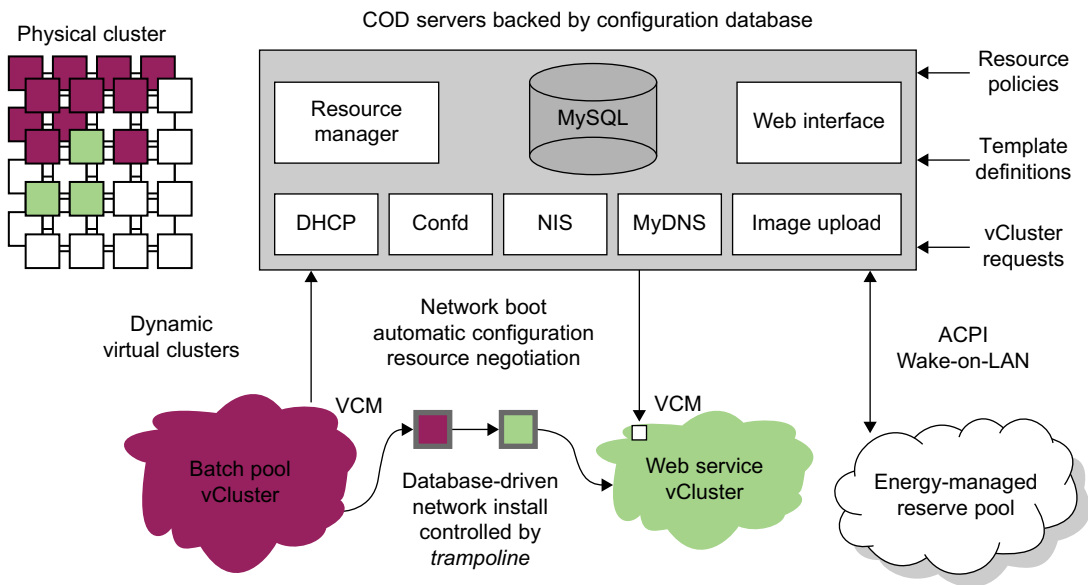 COD servers backed by configuration database
Physical cluster
Resource
manager
MySQL
Web interface
Resource
policies
Template
definitions
DHCP
Confd
NIS
MyDNS
Image upload
vCluster
requests
Dynamic
virtual clusters
Network boot
automatic configuration
resource negotiation
ACPI
Wake-on-LAN
VCM
VCM
Batch pool
vCluster
Database-driven
network install
controlled by
trampoline
Web service
vCluster
Energy-managed
reserve pool